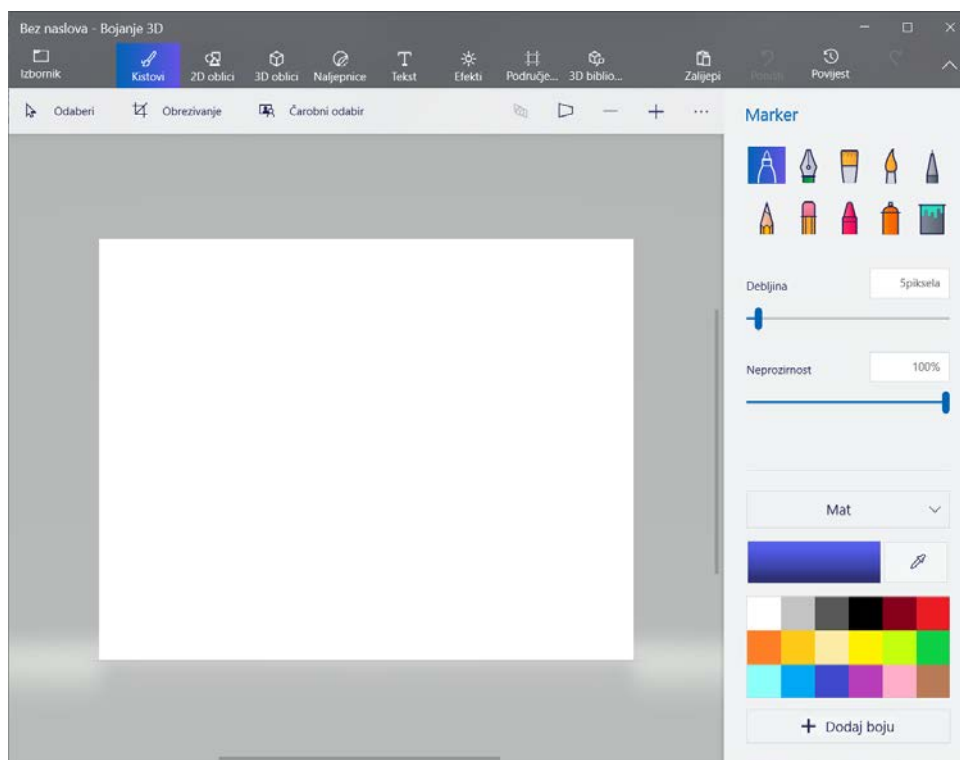 Bez naslova - Bojanje 3D
Izbornik Kistovi 2D oblici 3D oblici Naljepnice Tekst Efekti Područje... 3D biblio... Zalijepi Poništi Povijest
Odaberi Obrezivanje Čarobni odabir
Marker
Debljina 5piksela
Neprozirnost 100%
Mat
Dodaj boju